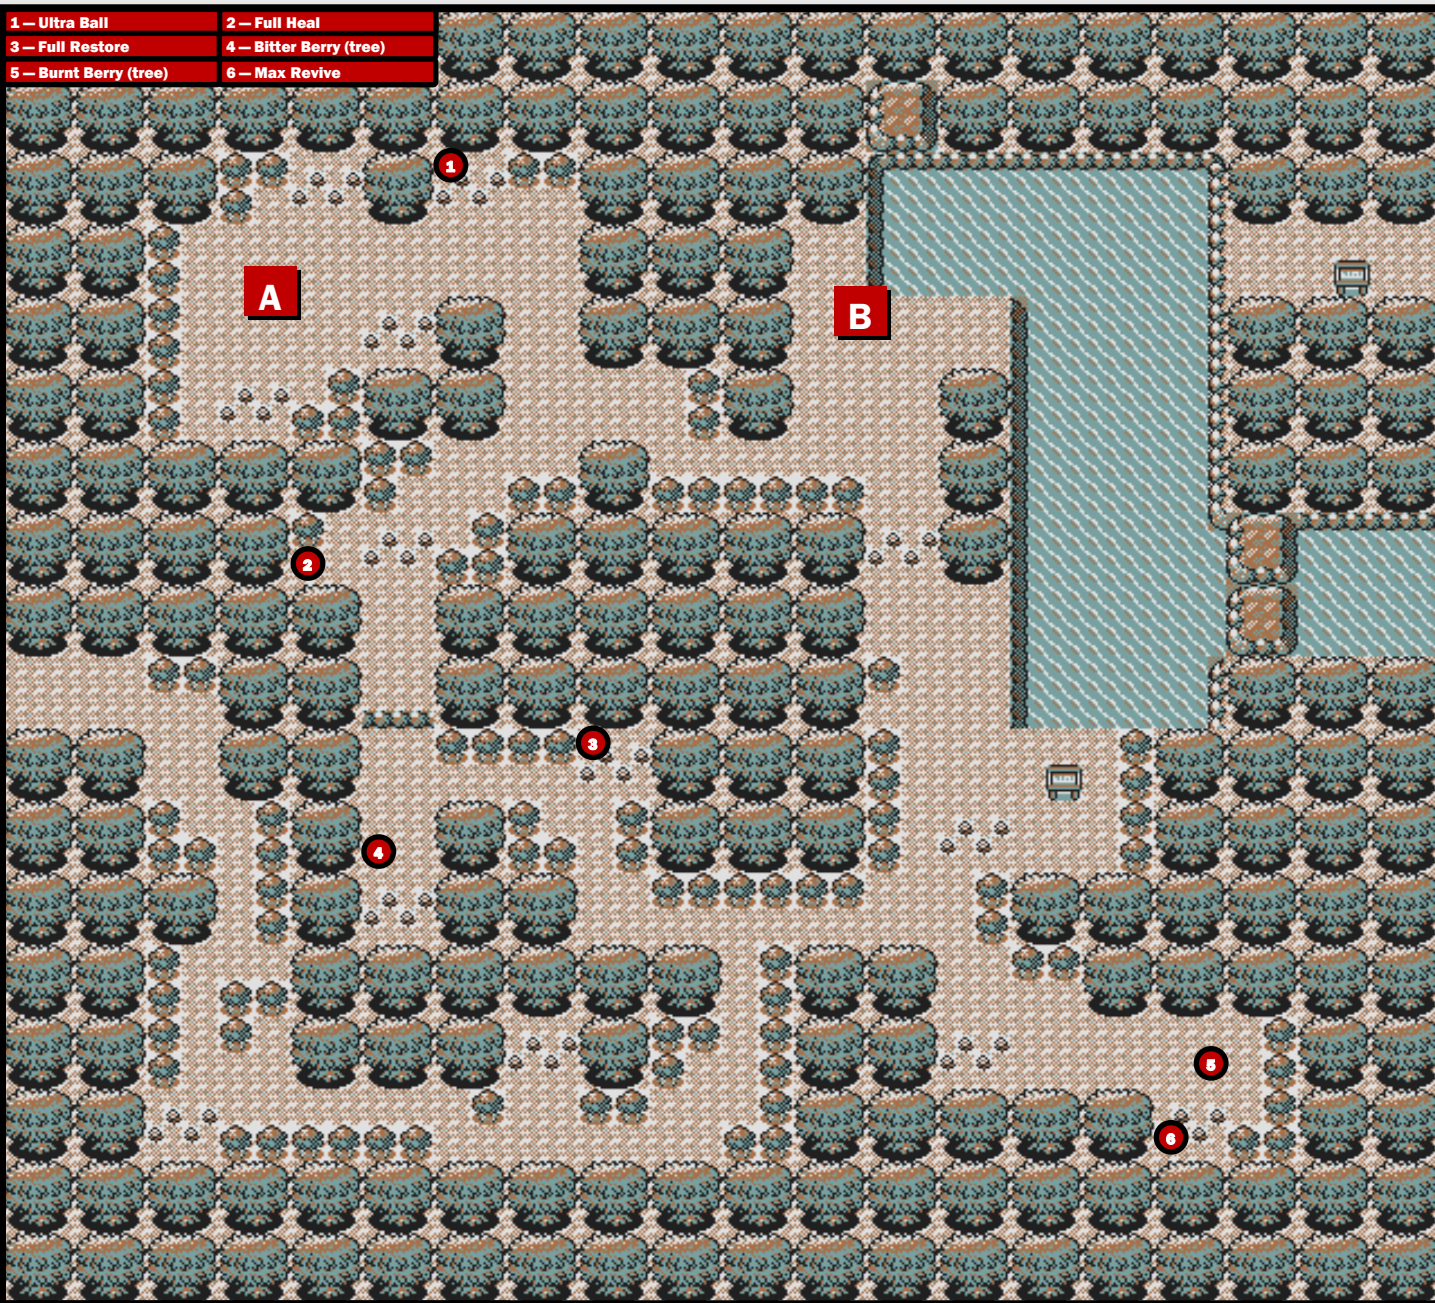 1 — Ultra Ball
2 — Full Heal
3 — Full Restore
4 — Bitter Berry (tree)
5 — Burnt Berry (tree)
6 — Max Revive
1
A
B
2
3
4
5
6